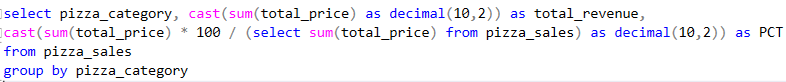 select pizza_category, cast(sum(total_price) as decimal(10,2)) as total_revenue,
cast(sum(total_price) * 100 / (select sum(total_price) from pizza_sales) as decimal(10,2)) as PCT
from pizza_sales
group by pizza_category